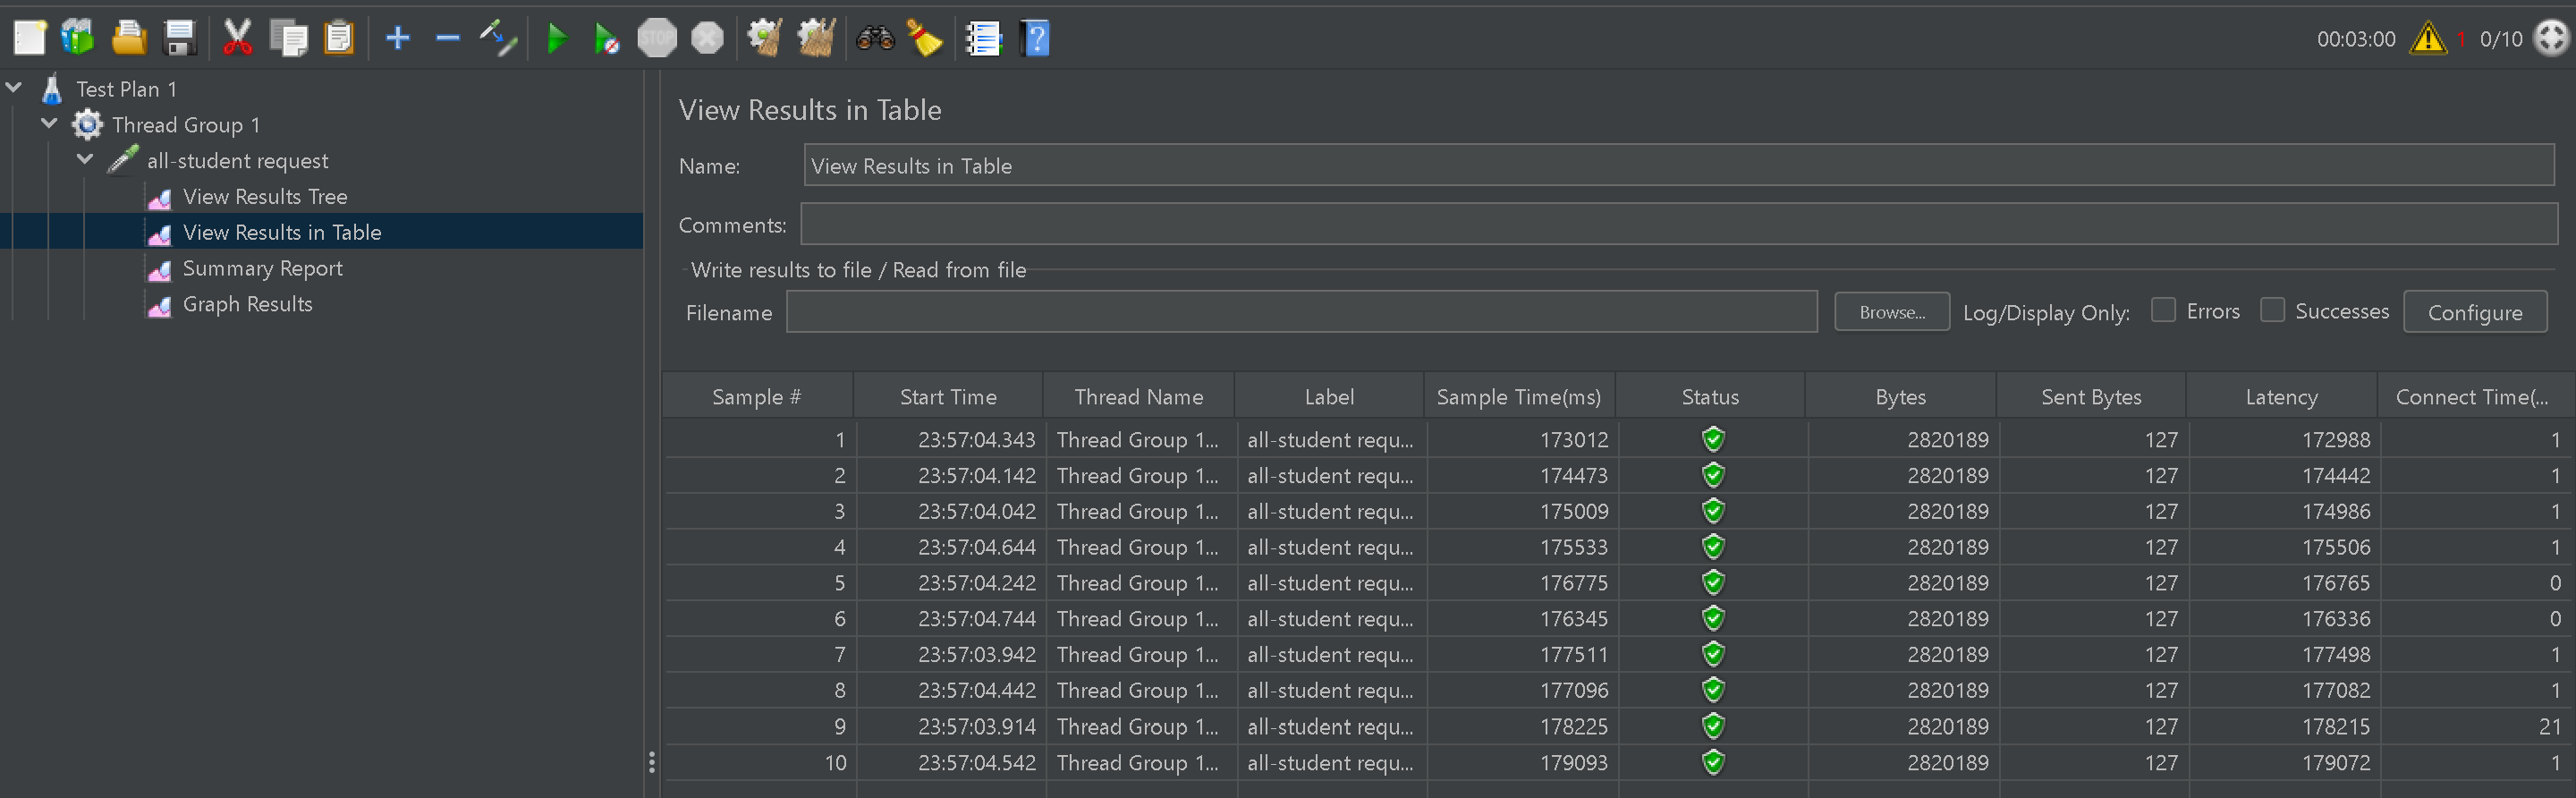 STOP
00:03:00 1 0/10
Test Plan 1
Thread Group 1
all-student request
View Results Tree
View Results in Table
Summary Report
Graph Results
View Results in Table
Name: View Results in Table
Comments:
Write results to file / Read from file
Filename Browse... Log/Display Only: Errors Successes Configure
Sample # Start Time Thread Name Label Sample Time(ms) Status Bytes Sent Bytes Latency Connect Time(...
1 23:57:04.343 Thread Group 1... all-student requ... 173012 2820189 127 172988 1
2 23:57:04.142 Thread Group 1... all-student requ... 174473 2820189 127 174442 1
3 23:57:04.042 Thread Group 1... all-student requ... 175009 2820189 127 174986 1
4 23:57:04.644 Thread Group 1... all-student requ... 175533 2820189 127 175506 1
5 23:57:04.242 Thread Group 1... all-student requ... 176775 2820189 127 176765 0
6 23:57:04.744 Thread Group 1... all-student requ... 176345 2820189 127 176336 0
7 23:57:03.942 Thread Group 1... all-student requ... 177511 2820189 127 177498 1
8 23:57:04.442 Thread Group 1... all-student requ... 177096 2820189 127 177082 1
9 23:57:03.914 Thread Group 1... all-student requ... 178225 2820189 127 178215 21
10 23:57:04.542 Thread Group 1... all-student requ... 179093 2820189 127 179072 1